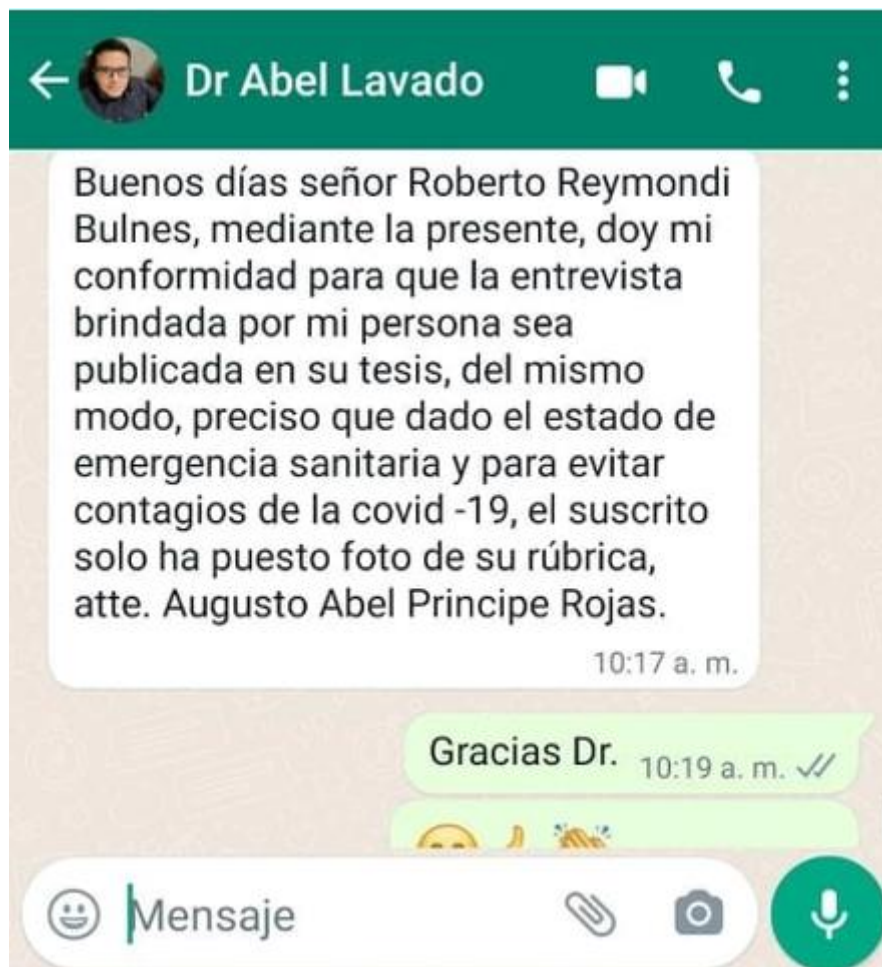 Dr Abel Lavado
Buenos días señor Roberto Reymondi
Bulnes, mediante la presente, doy mi
conformidad para que la entrevista
brindada por mi persona sea
publicada en su tesis, del mismo
modo, preciso que dado el estado de
emergencia sanitaria y para evitar
contagios de la covid -19, el suscrito
solo ha puesto foto de su rúbrica,
atte. Augusto Abel Principe Rojas.
10:17 a. m.
Gracias Dr. 10:19 a. m.
Mensaje